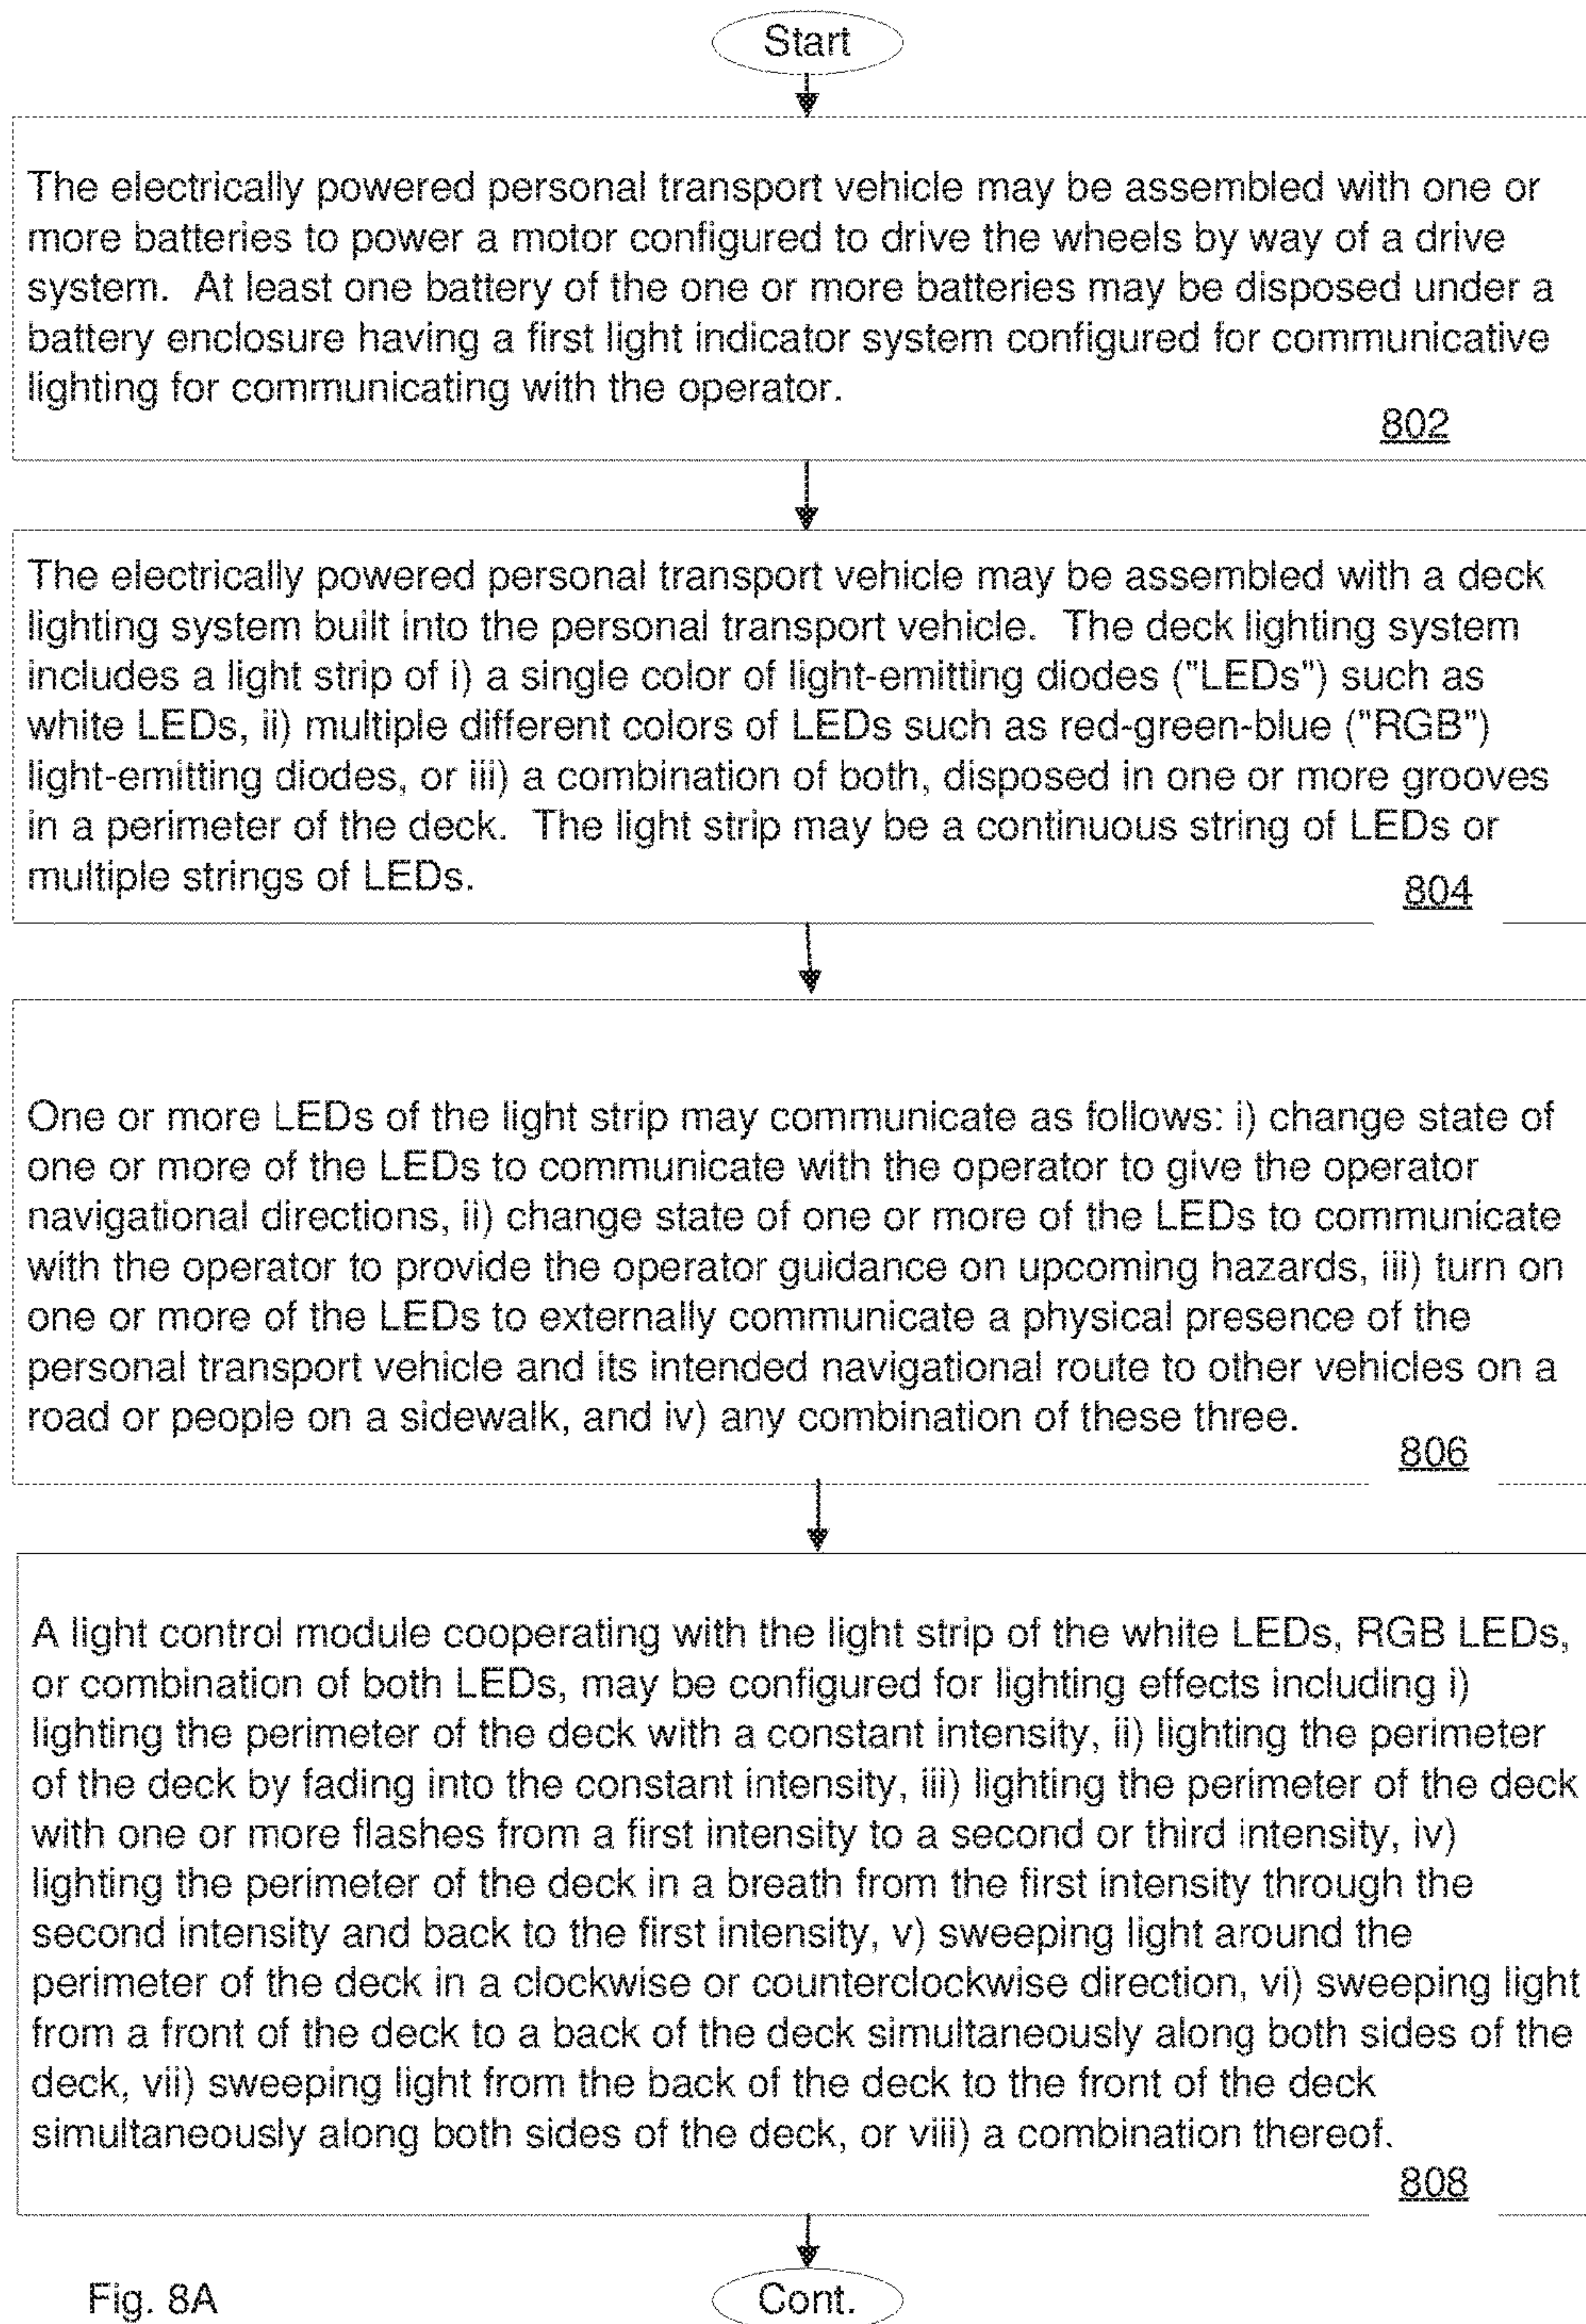 Start
The electrically powered personal transport vehicle may be assembled with one or
more batteries to power a motor configured to drive the wheels by way of a drive
system. At least one battery of the one or more batteries may be disposed under a
battery enclosure having a first light indicator system configured for communicative
lighting for communicating with the operator.
802
The electrically powered personal transport vehicle may be assembled with a deck
lighting system built into the personal transport vehicle. The deck lighting system
includes a light strip of i) a single color of light-emitting diodes ("LEDs") such as
white LEDs, ii) multiple different colors of LEDs such as red-green-blue ("RGB")
light-emitting diodes, or iii) a combination of both, disposed in one or more grooves
in a perimeter of the deck. The light strip may be a continuous string of LEDs or
multiple strings of LEDs.
804
One or more LEDs of the light strip may communicate as follows: i) change state of
one or more of the LEDs to communicate with the operator to give the operator
navigational directions, ii) change state of one or more of the LEDs to communicate
with the operator to provide the operator guidance on upcoming hazards, iii) turn on
one or more of the LEDs to externally communicate a physical presence of the
personal transport vehicle and its intended navigational route to other vehicles on a
road or people on a sidewalk, and iv) any combination of these three.
806
A light control module cooperating with the light strip of the white LEDs, RGB LEDs,
or combination of both LEDs, may be configured for lighting effects including i)
lighting the perimeter of the deck with a constant intensity, ii) lighting the perimeter
of the deck by fading into the constant intensity, iii) lighting the perimeter of the deck
with one or more flashes from a first intensity to a second or third intensity, iv)
lighting the perimeter of the deck in a breath from the first intensity through the
second intensity and back to the first intensity, v) sweeping light around the
perimeter of the deck in a clockwise or counterclockwise direction, vi) sweeping light
from a front of the deck to a back of the deck simultaneously along both sides of the
deck, vii) sweeping light from the back of the deck to the front of the deck
simultaneously along both sides of the deck, or viii) a combination thereof.
808
Fig. 8A
Cont.